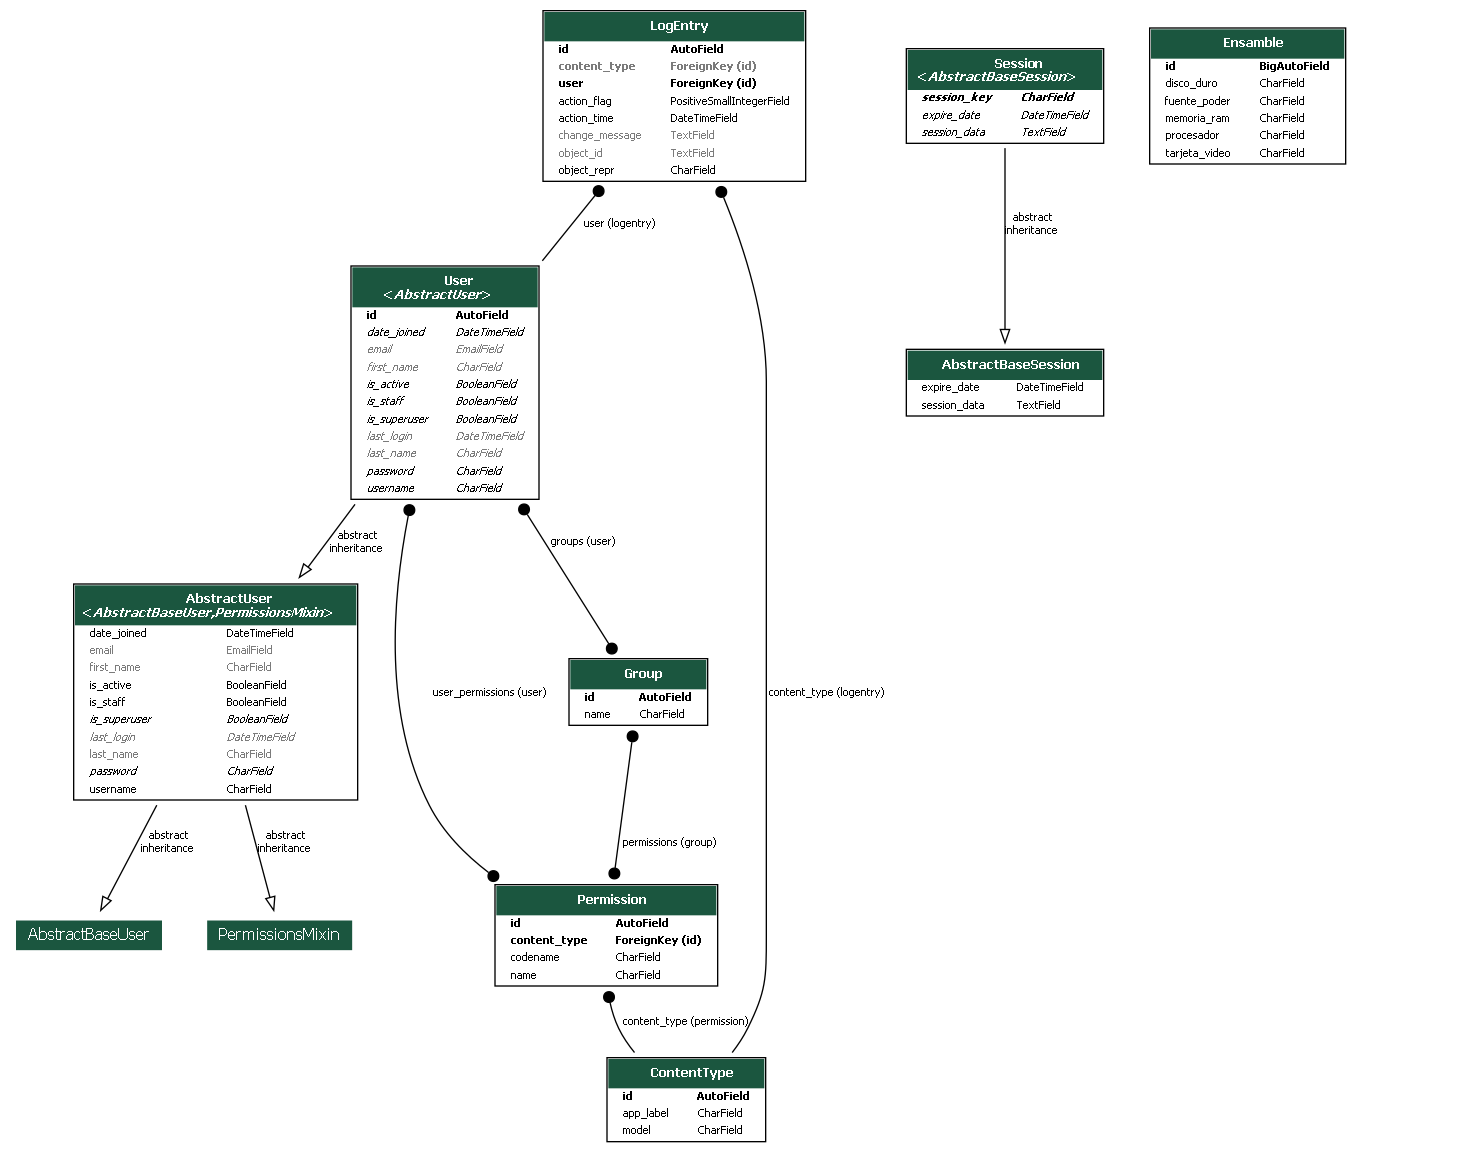 LogEntry
id AutoField
content_type ForeignKey (id)
user ForeignKey (id)
action_flag PositiveSmallIntegerField
action_time DateTimeField
change_message TextField
object_id TextField
object_repr CharField
Session
<AbstractBaseSession>
session_key CharField
expire_date DateTimeField
session_data TextField
Ensamble
id BigAutoField
disco_duro CharField
fuente_poder CharField
memoria_ram CharField
procesador CharField
tarjeta_video CharField
user (logentry)
abstract
inheritance
User
<AbstractUser>
id AutoField
date_joined DateTimeField
email EmailField
first_name CharField
is_active BooleanField
is_staff BooleanField
is_superuser BooleanField
last_login DateTimeField
last_name CharField
password CharField
username CharField
AbstractBaseSession
expire_date DateTimeField
session_data TextField
abstract
inheritance
groups (user)
AbstractUser
<AbstractBaseUser,PermissionsMixin>
date_joined DateTimeField
email EmailField
first_name CharField
is_active BooleanField
is_staff BooleanField
is_superuser BooleanField
last_login DateTimeField
last_name CharField
password CharField
username CharField
user_permissions (user)
Group
id AutoField
name CharField
content_type (logentry)
abstract
inheritance
abstract
inheritance
permissions (group)
AbstractBaseUser
PermissionsMixin
Permission
id AutoField
content_type ForeignKey (id)
codename CharField
name CharField
content_type (permission)
ContentType
id AutoField
app_label CharField
model CharField